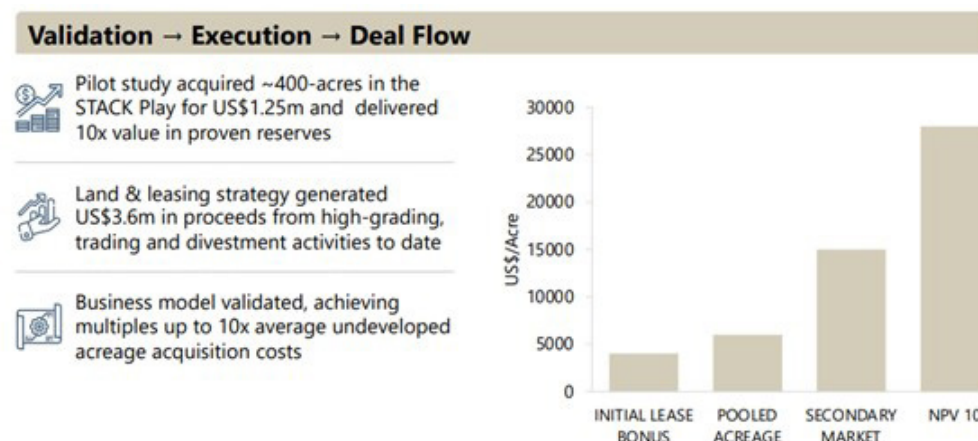 Validation → Execution → Deal Flow
Pilot study acquired ~400-acres in the
STACK Play for US$1.25m and delivered
10x value in proven reserves
Land & leasing strategy generated
US$3.6m in proceeds from high-grading,
trading and divestment activities to date
Business model validated, achieving
multiples up to 10x average undeveloped
acreage acquisition costs
US$/Acre
30000
25000
20000
15000
10000
5000
0
INITIAL LEASE
BONUS
POOLED
ACREAGE
SECONDARY
MARKET
NPV 10